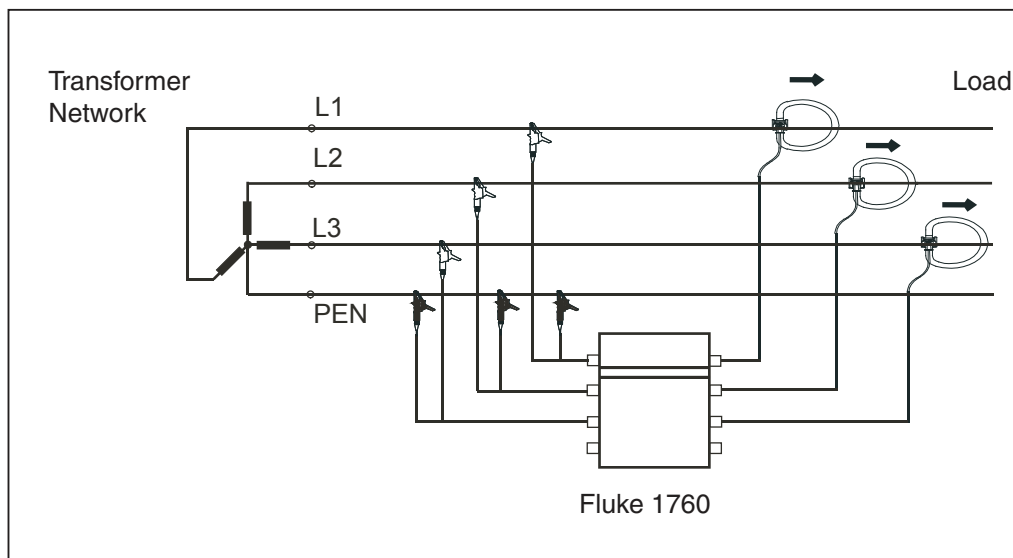 Transformer
Network
Load
L1
L2
L3
PEN
Fluke 1760